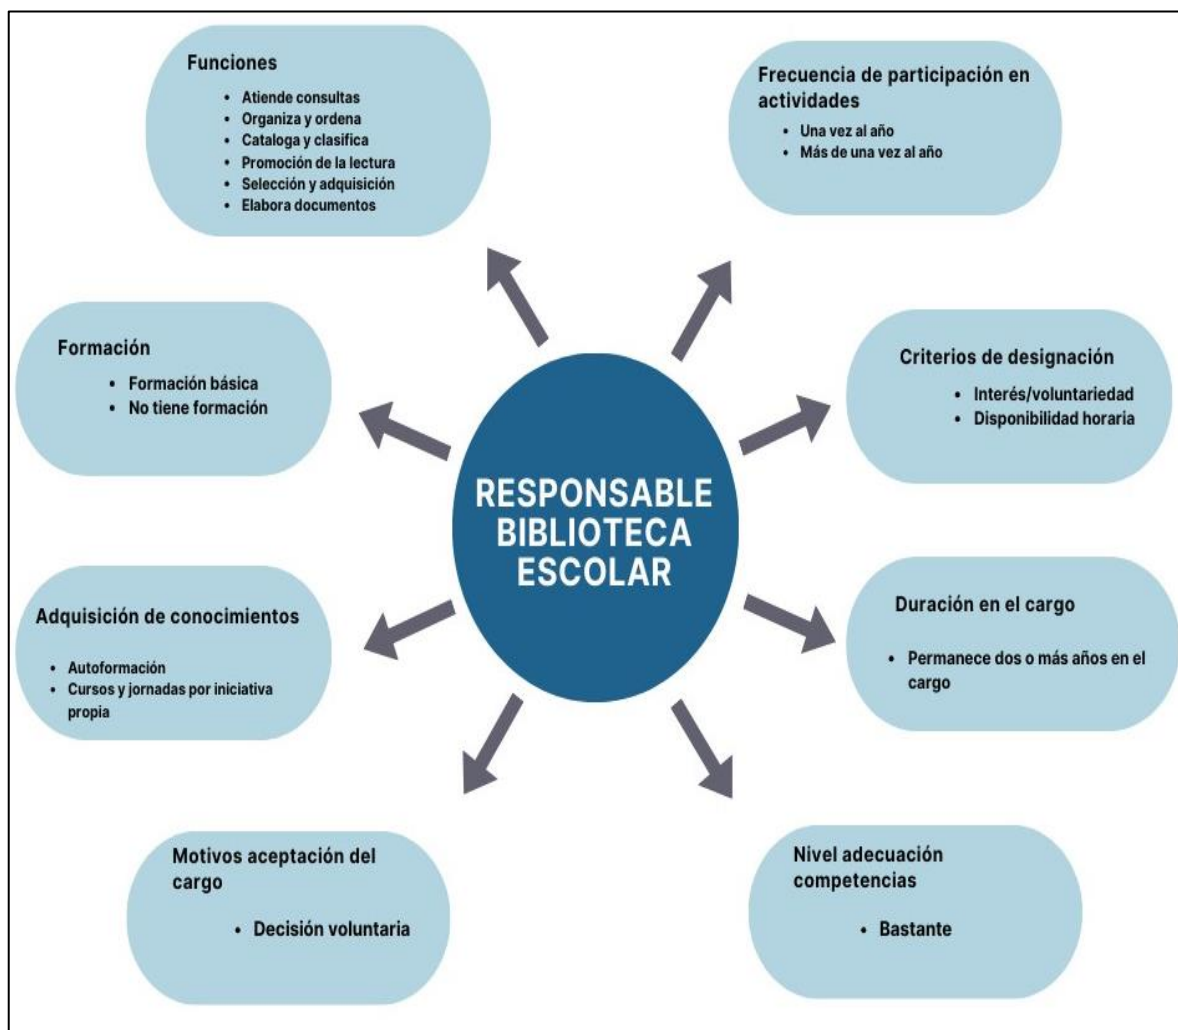 Funciones
• Atiende consultas
• Organiza y ordena
• Cataloga y clasifica
• Promoción de la lectura
• Selección y adquisición
• Elabora documentos
Frecuencia de participación en
actividades
• Una vez al año
• Más de una vez al año
Formación
• Formación básica
• No tiene formación
Criterios de designación
• Interés/voluntariedad
• Disponibilidad horaria
RESPONSABLE
BIBLIOTECA
ESCOLAR
Adquisición de conocimientos
• Autoformación
• Cursos y jornadas por iniciativa
propia
Duración en el cargo
• Permanece dos o más años en el
cargo
Motivos aceptación del
cargo
• Decisión voluntaria
Nivel adecuación
competencias
• Bastante